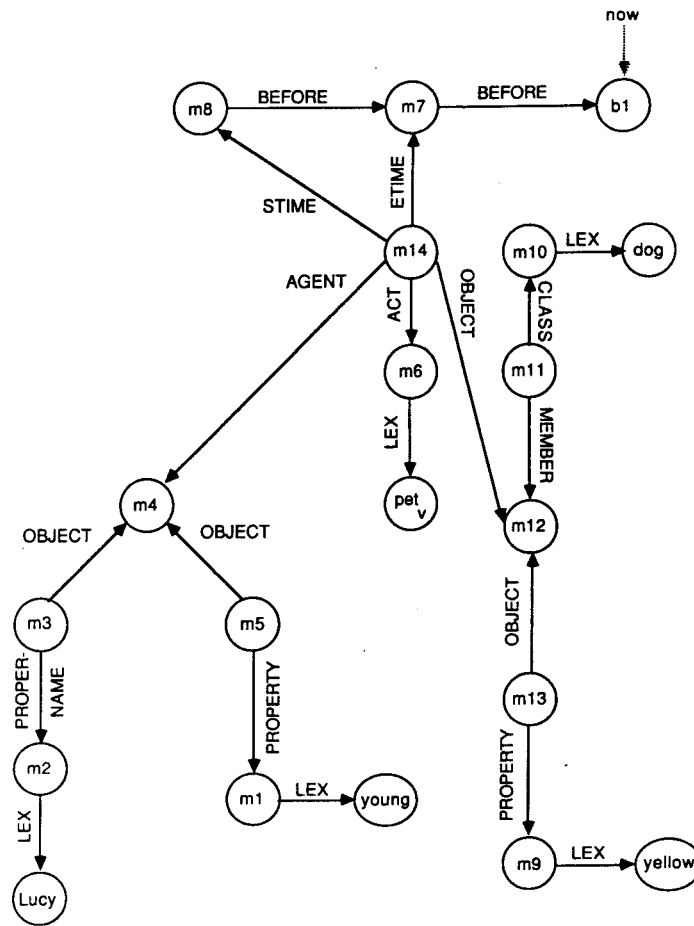 now
m8 BEFORE m7 BEFORE b1
STIME ETIME
m14 m10 LEX dog
AGENT ACT OBJECT CLASS
m6 m11
LEX MEMBER
m4 pet v m12
OBJECT OBJECT
m3 m5 OBJECT
PROPER- NAME PROPERTY m13
m2 m1 LEX young PROPERTY
LEX m9 LEX yellow
Lucy